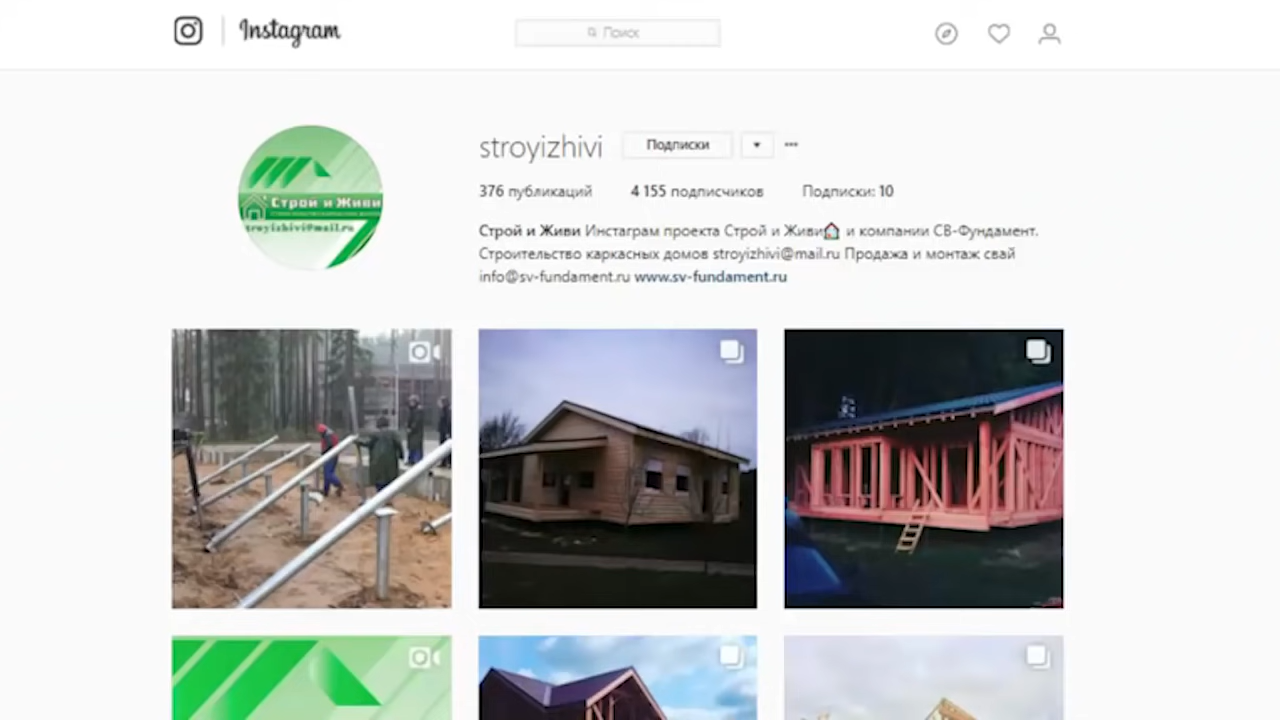 Instagram
Поиск
stroyizhivi
Подписки
376 публикаций 4 155 подписчиков Подписки: 10
Строй и Живи Инстаграм проекта Строй и Живи и компании СВ-Фундамент.
Строительство каркасных домов stroyizhivi@mail.ru Продажа и монтаж свай
info@sv-fundament.ru www.sv-fundament.ru
Строй и Живи
stroyizhivi@mail.ru